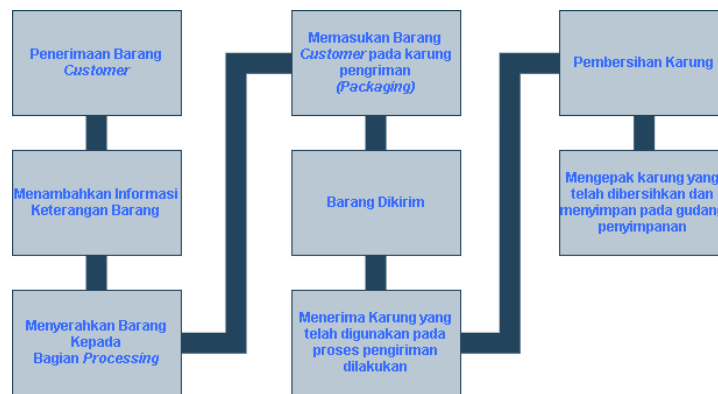 Penerimaan Barang
Customer
Menambahkan Informasi
Keterangan Barang
Menyerahkan Barang
Kepada
Bagian Processing
Memasukan Barang
Customer pada karung
pengriman
(Packaging)
Barang Dikirim
Menerima Karung yang
telah digunakan pada
proses pengiriman
dilakukan
Pembersihan Karung
Mengepak karung yang
telah dibersihkan dan
menyimpan pada gudang
penyimpanan